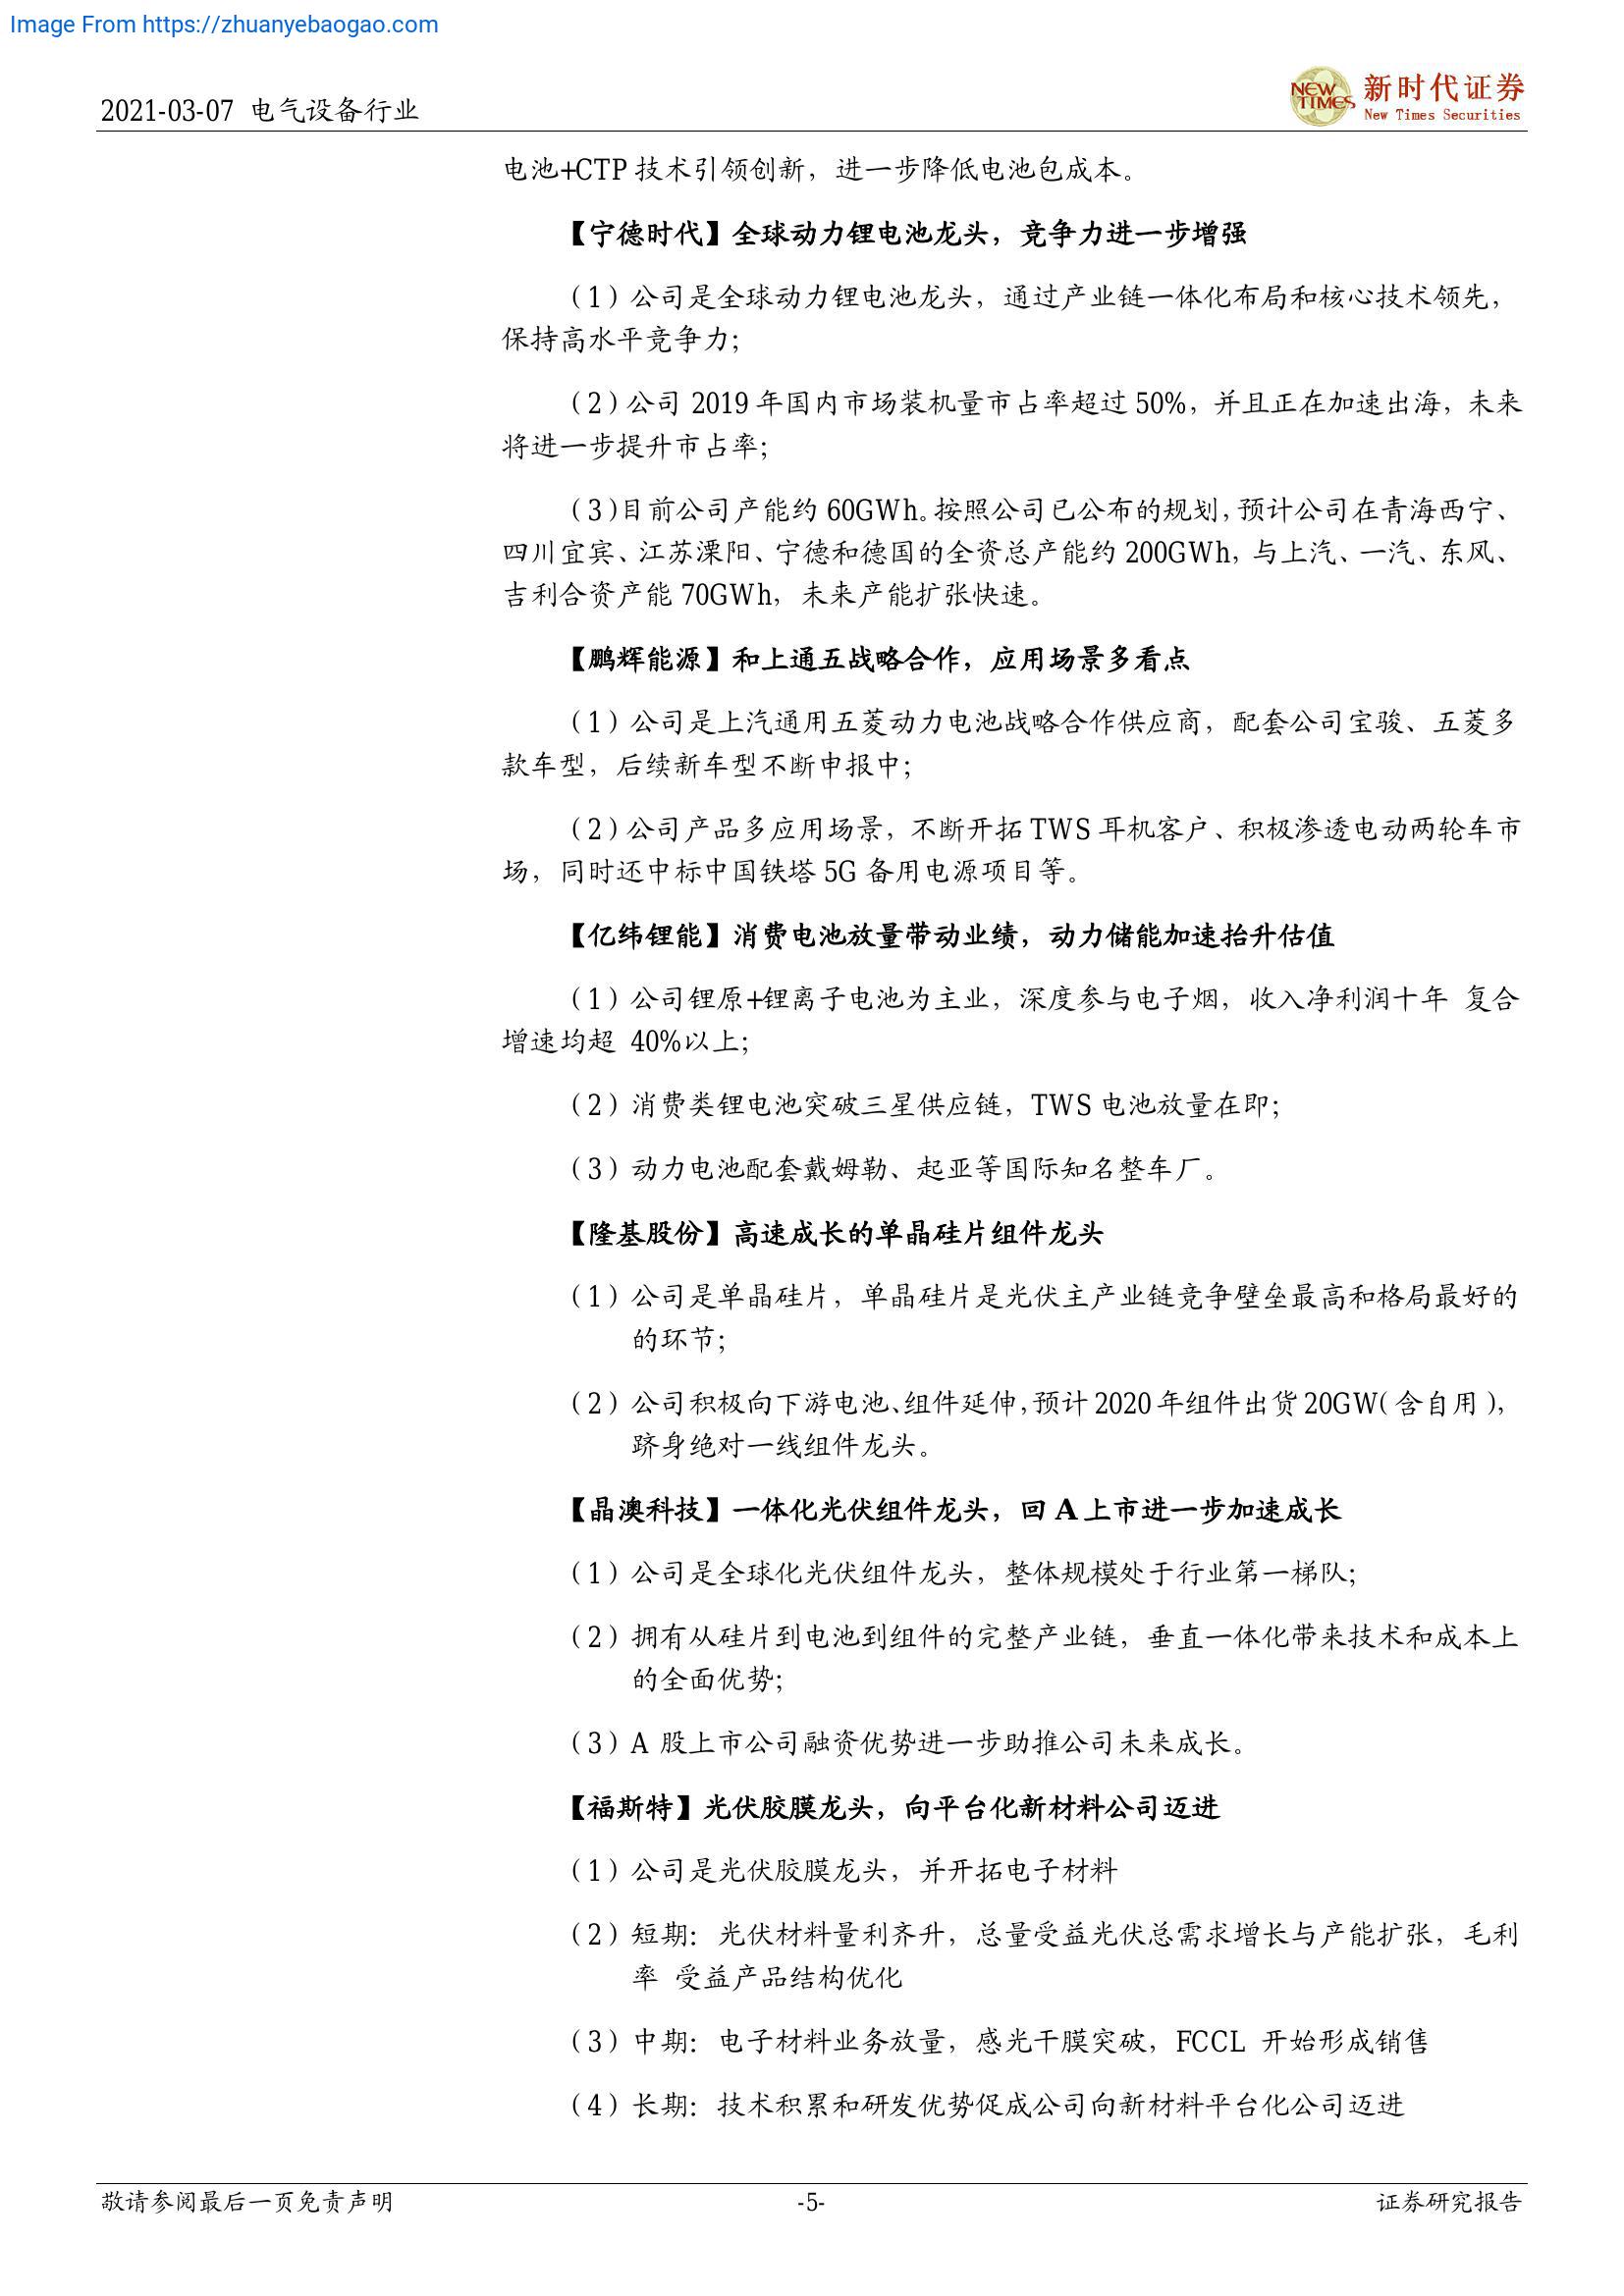 Image From https://zhuanyebaogao.com
2021-03-07 电气设备行业
NEW TIMES 新时代证券
New Times Securities
电池+CTP 技术引领创新，进一步降低电池包成本。
【宁德时代】全球动力锂电池龙头，竞争力进一步增强
（1）公司是全球动力锂电池龙头，通过产业链一体化布局和核心技术领先，
保持高水平竞争力；
（2）公司 2019 年国内市场装机量市占率超过 50%，并且正在加速出海，未来
将进一步提升市占率；
（3）目前公司产能约 60GWh。按照公司已公布的规划，预计公司在青海西宁、
四川宜宾、江苏溧阳、宁德和德国的全资总产能约 200GWh，与上汽、一汽、东风、
吉利合资产能 70GWh，未来产能扩张快速。
【鹏辉能源】和上通五战略合作，应用场景多看点
（1）公司是上汽通用五菱动力电池战略合作供应商，配套公司宝骏、五菱多
款车型，后续新车型不断申报中；
（2）公司产品多应用场景，不断开拓 TWS 耳机客户、积极渗透电动两轮车市
场，同时还中标中国铁塔 5G 备用电源项目等。
【亿纬锂能】消费电池放量带动业绩，动力储能加速抬升估值
（1）公司锂原+锂离子电池为主业，深度参与电子烟，收入净利润十年 复合
增速均超 40%以上；
（2）消费类锂电池突破三星供应链，TWS 电池放量在即；
（3）动力电池配套戴姆勒、起亚等国际知名整车厂。
【隆基股份】高速成长的单晶硅片组件龙头
（1）公司是单晶硅片，单晶硅片是光伏主产业链竞争壁垒最高和格局最好的
的环节；
（2）公司积极向下游电池、组件延伸，预计 2020 年组件出货 20GW（含自用），
跻身绝对一线组件龙头。
【晶澳科技】一体化光伏组件龙头，回 A 上市进一步加速成长
（1）公司是全球化光伏组件龙头，整体规模处于行业第一梯队；
（2）拥有从硅片到电池到组件的完整产业链，垂直一体化带来技术和成本上
的全面优势；
（3）A 股上市公司融资优势进一步助推公司未来成长。
【福斯特】光伏胶膜龙头，向平台化新材料公司迈进
（1）公司是光伏胶膜龙头，并开拓电子材料
（2）短期：光伏材料量利齐升，总量受益光伏总需求增长与产能扩张，毛利
率 受益产品结构优化
（3）中期：电子材料业务放量，感光干膜突破，FCCL 开始形成销售
（4）长期：技术积累和研发优势促成公司向新材料平台化公司迈进
敬请参阅最后一页免责声明
-5-
证券研究报告